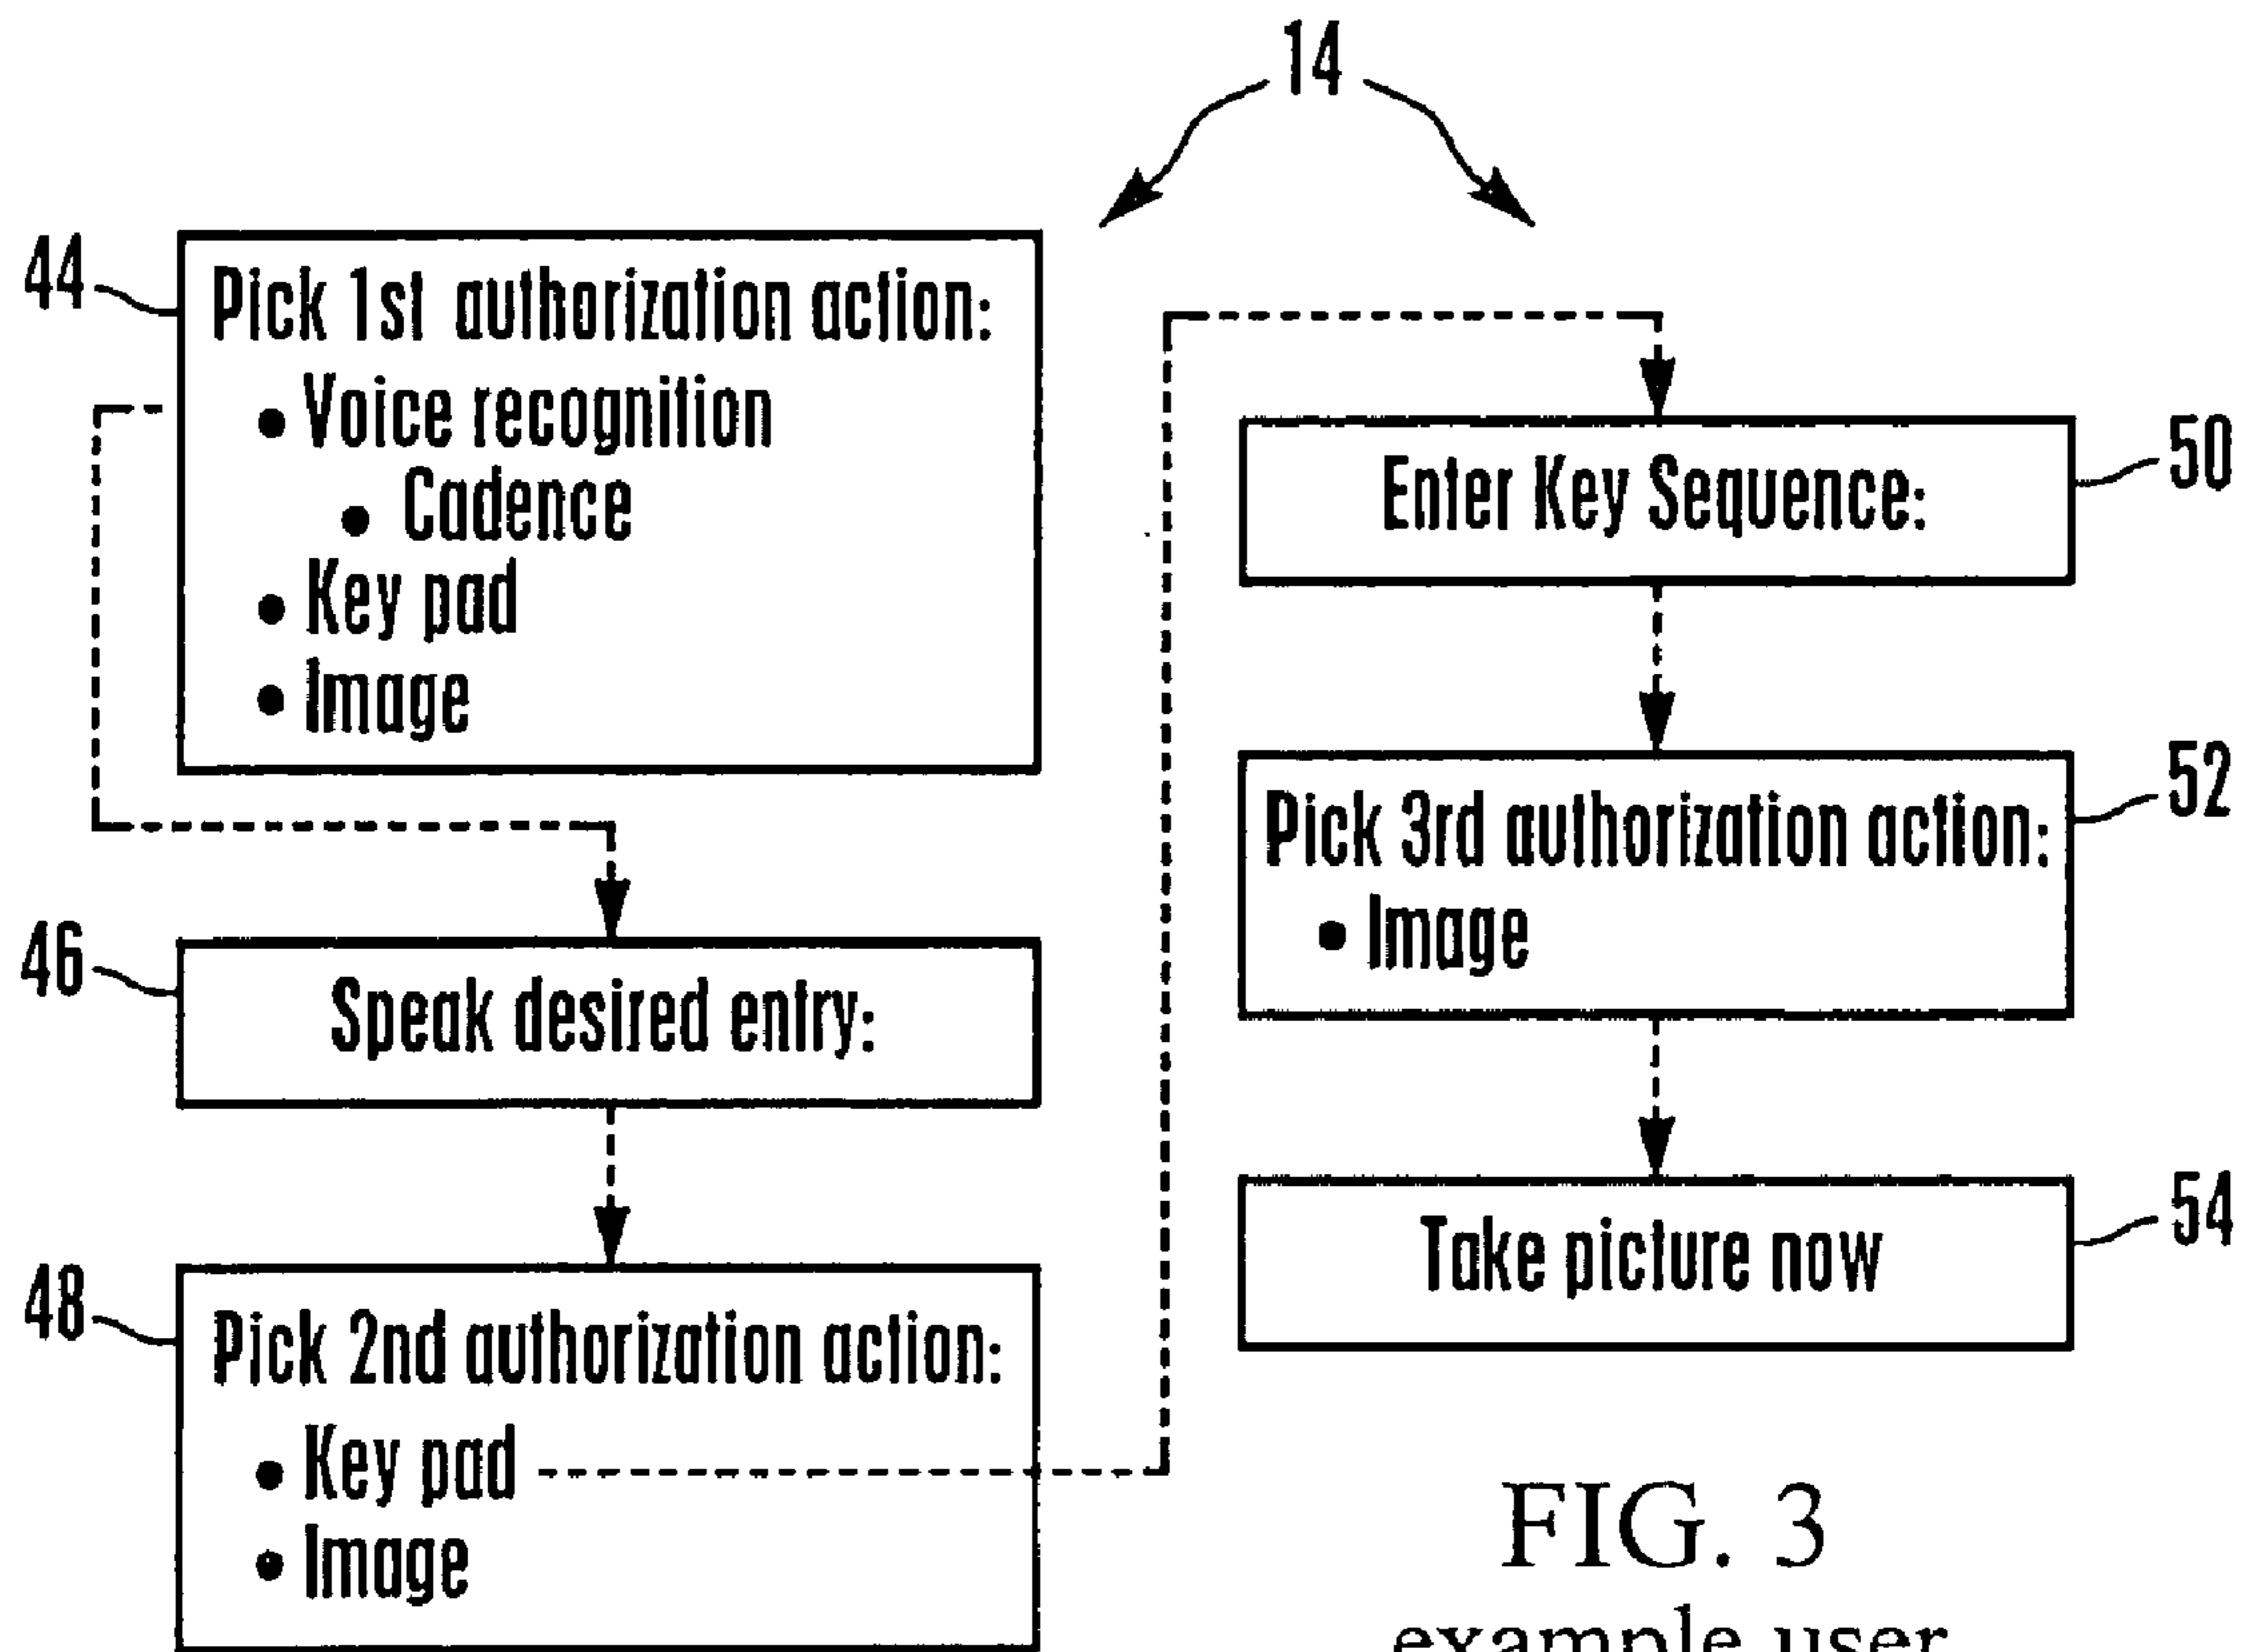 14
44
Pick 1st authorization action:
• Voice recognition
• Cadence
• Key pad
• Image
46
Speak desired entry:
48
Pick 2nd authorization action:
• Key pad
• Image
50
Enter Key Sequence:
52
Pick 3rd authorization action:
• Image
54
Take picture now
FIG. 3
example user